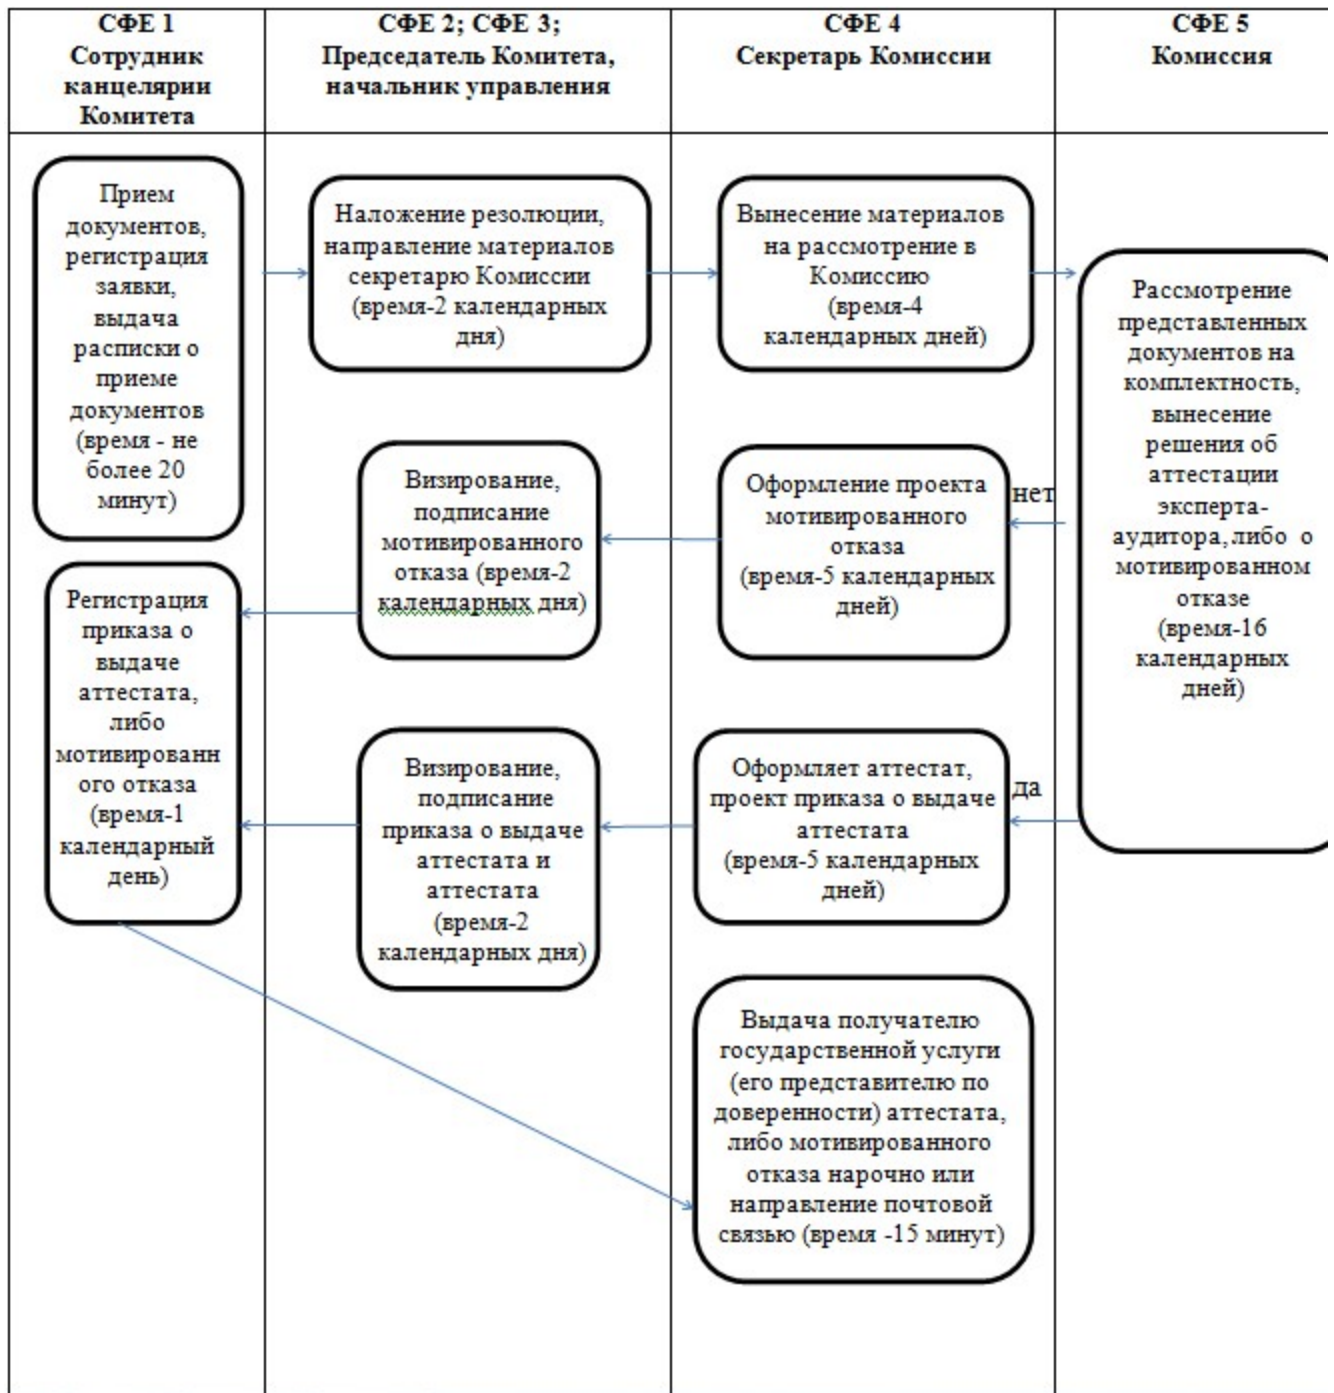 СФЕ 1
Сотрудник
канцелярии
Комитета
СФЕ 2; СФЕ 3;
Председатель Комитета,
начальник управления
СФЕ 4
Секретарь Комиссии
СФЕ 5
Комиссия
Прием
документов,
регистрация
заявки,
выдача
расписки о
приеме
документов
(время - не
более 20
минут)
Наложение резолюции,
направление материалов
секретарю Комиссии
(время-2 календарных
дня)
Вынесение материалов
на рассмотрение в
Комиссию
(время-4
календарных дней)
Рассмотрение
представленных
документов на
комплектность,
вынесение
решения об
аттестации
эксперта-
аудитора, либо о
мотивированном
отказе
(время-16
календарных
дней)
нет
Оформление проекта
мотивированного
отказа
(время-5 календарных
дней)
Визирование,
подписание
мотивированного
отказа (время-2
календарных дня)
Регистрация
приказа о
выдаче
аттестата,
либо
мотивированн
ого отказа
(время-1
календарный
день)
да
Оформляет аттестат,
проект приказа о выдаче
аттестата
(время-5 календарных
дней)
Визирование,
подписание
приказа о выдаче
аттестата и
аттестата
(время-2
календарных дня)
Выдача получателю
государственной услуги
(его представителю по
доверенности) аттестата,
либо мотивированного
отказа нарочно или
направление почтовой
связью (время -15 минут)